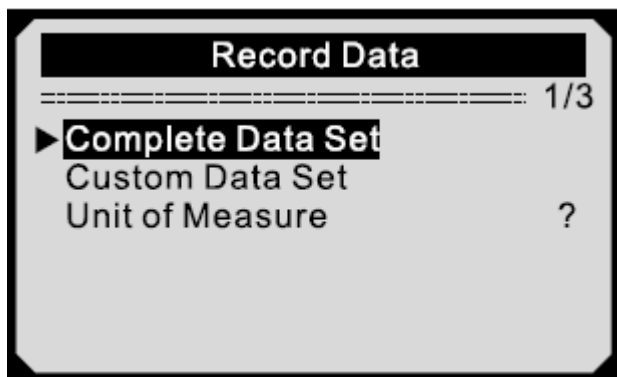 Record Data
1/3
Complete Data Set
Custom Data Set
Unit of Measure ?